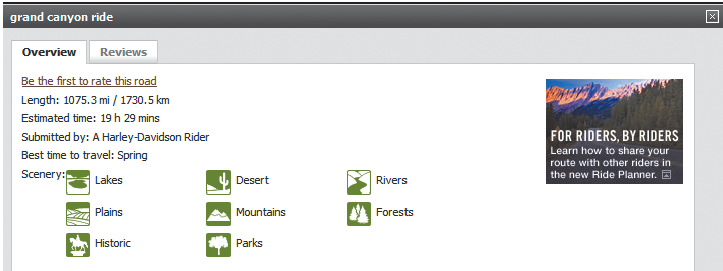 grand canyon ride
Overview
Reviews
Be the first to rate this road
Length: 1075.3 mi / 1730.5 km
Estimated time: 19 h 29 mins
Submitted by: A Harley-Davidson Rider
Best time to travel: Spring
Scenery:
Lakes
Desert
Rivers
Plains
Mountains
Forests
Historic
Parks
FOR RIDERS, BY RIDERS
Learn how to share your
route with other riders in
the new Ride Planner.